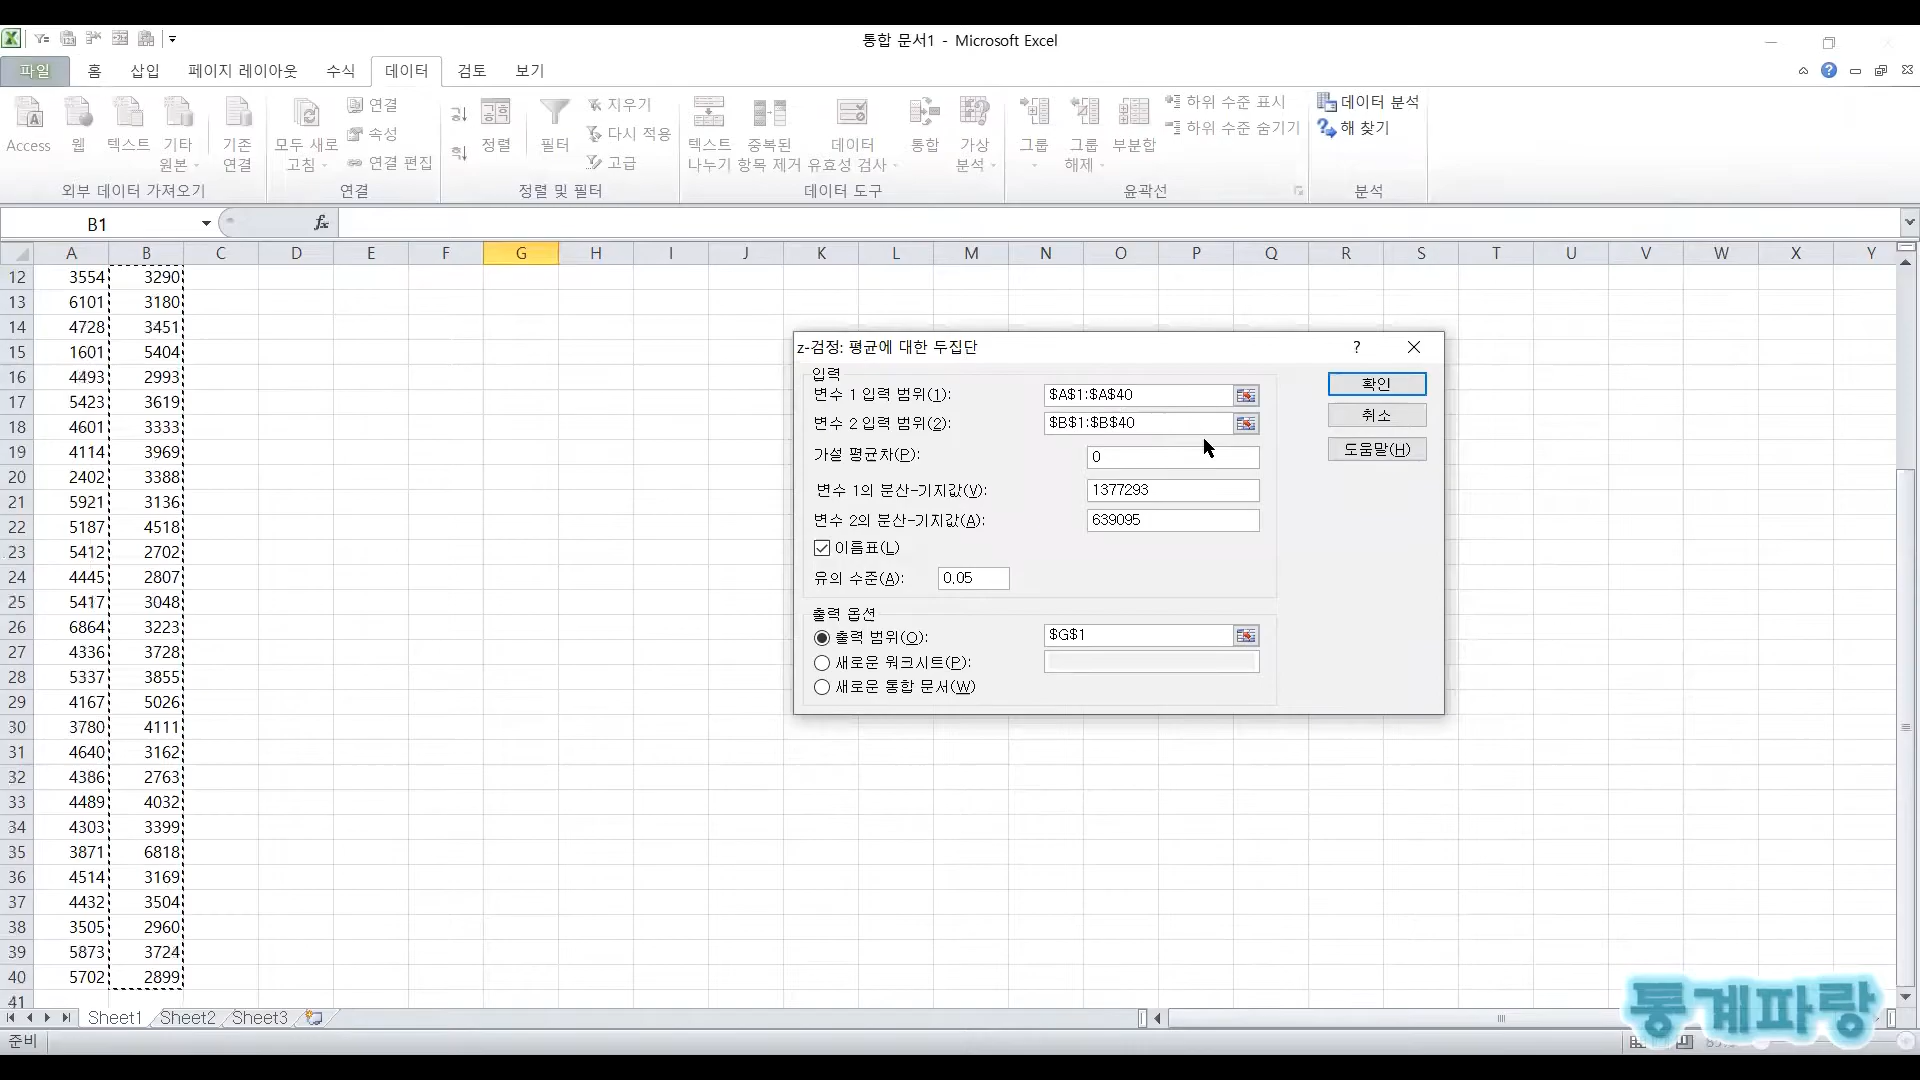 통합 문서1 - Microsoft Excel
파일 홈 삽입 페이지 레이아웃 수식 데이터 검토 보기
Access 웹 텍스트 기타 원본 기존 연결
외부 데이터 가져오기
모두 새로 고침 연결 속성 연결 편집
연결
정렬 필터 지우기 다시 적용 고급
정렬 및 필터
텍스트 나누기 중복된 항목 제거 데이터 유효성 검사 통합 가상 분석
데이터 도구
그룹 그룹 해제 부분합 하위 수준 표시 하위 수준 숨기기
윤곽선
데이터 분석
해 찾기
분석
B1 fx
A B C D E F G H I J K L M N O P Q R S T U V W X Y
12 3554 3290
13 6101 3180
14 4728 3451
15 1601 5404
16 4493 2993
17 5423 3619
18 4601 3333
19 4114 3969
20 2402 3388
21 5921 3136
22 5187 4518
23 5412 2702
24 4445 2807
25 5417 3048
26 6864 3223
27 4336 3728
28 5337 3855
29 4167 5026
30 3780 4111
31 4640 3162
32 4386 2763
33 4489 4032
34 4303 3399
35 3871 6818
36 4514 3169
37 4432 3504
38 3505 2960
39 5873 3724
40 5702 2899
41
z-검정: 평균에 대한 두집단 ?
입력
변수 1 입력 범위(1): $A$1:$A$40
변수 2 입력 범위(2): $B$1:$B$40
가설 평균차(P): 0
변수 1의 분산-기지값(V): 1377293
변수 2의 분산-기지값(A): 639095
이름표(L)
유의 수준(A): 0.05
출력 옵션
출력 범위(O): $G$1
새로운 워크시트(P):
새로운 통합 문서(W)
확인
취소
도움말(H)
Sheet1 Sheet2 Sheet3
준비
통계파랑